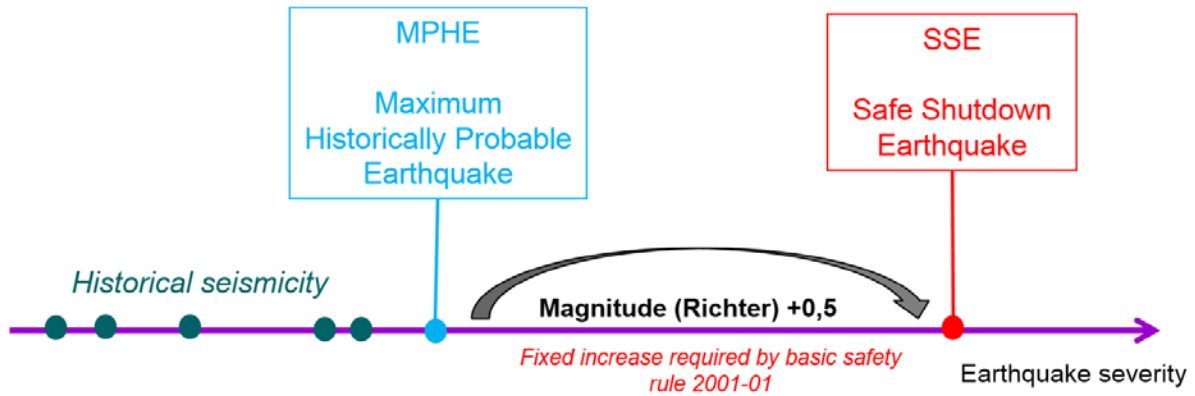 MPHE
Maximum
Historically Probable
Earthquake
SSE
Safe Shutdown
Earthquake
Historical seismicity
Magnitude (Richter) +0,5
Fixed increase required by basic safety
rule 2001-01
Earthquake severity